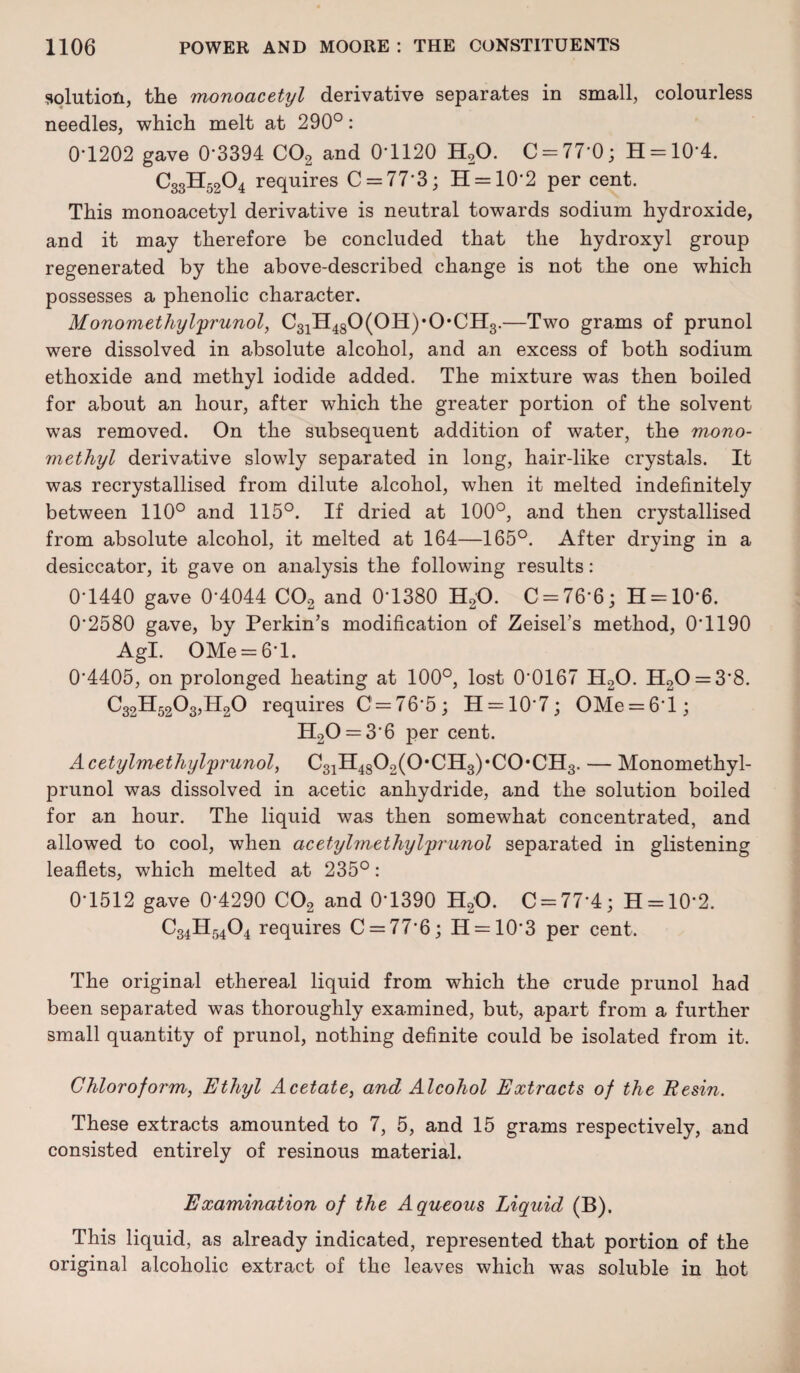 1106 POWER AND MOORE : THE CONSTITUENTS
solution, the monoacetyl derivative separates in small, colourless
needles, which melt at 290°:
0·1202 gave 0·3394 CO₂ and 0·1120 H₂O. C = 77·0; H = 10·4.
C₃₃H₅₂O₄ requires C = 77·3; H = 10·2 per cent.
This monoacetyl derivative is neutral towards sodium hydroxide,
and it may therefore be concluded that the hydroxyl group
regenerated by the above-described change is not the one which
possesses a phenolic character.
Monomethylprunol, C₃₁H₄₈O(OH)·O·CH₃.—Two grams of prunol
were dissolved in absolute alcohol, and an excess of both sodium
ethoxide and methyl iodide added. The mixture was then boiled
for about an hour, after which the greater portion of the solvent
was removed. On the subsequent addition of water, the mono-
methyl derivative slowly separated in long, hair-like crystals. It
was recrystallised from dilute alcohol, when it melted indefinitely
between 110° and 115°. If dried at 100°, and then crystallised
from absolute alcohol, it melted at 164—165°. After drying in a
desiccator, it gave on analysis the following results:
0·1440 gave 0·4044 CO₂ and 0·1380 H₂O. C = 76·6; H = 10·6.
0·2580 gave, by Perkin's modification of Zeisel's method, 0·1190
AgI. OMe = 6·1.
0·4405, on prolonged heating at 100°, lost 0·0167 H₂O. H₂O = 3·8.
C₃₂H₅₂O₃,H₂O requires C = 76·5; H = 10·7; OMe = 6·1;
H₂O = 3·6 per cent.
Acetylmethylprunol, C₃₁H₄₈O₂(O·CH₃)·CO·CH₃. — Monomethyl-
prunol was dissolved in acetic anhydride, and the solution boiled
for an hour. The liquid was then somewhat concentrated, and
allowed to cool, when acetylmethylprunol separated in glistening
leaflets, which melted at 235°:
0·1512 gave 0·4290 CO₂ and 0·1390 H₂O. C = 77·4; H = 10·2.
C₃₄H₅₄O₄ requires C = 77·6; H = 10·3 per cent.
The original ethereal liquid from which the crude prunol had
been separated was thoroughly examined, but, apart from a further
small quantity of prunol, nothing definite could be isolated from it.
Chloroform, Ethyl Acetate, and Alcohol Extracts of the Resin.
These extracts amounted to 7, 5, and 15 grams respectively, and
consisted entirely of resinous material.
Examination of the Aqueous Liquid (B).
This liquid, as already indicated, represented that portion of the
original alcoholic extract of the leaves which was soluble in hot